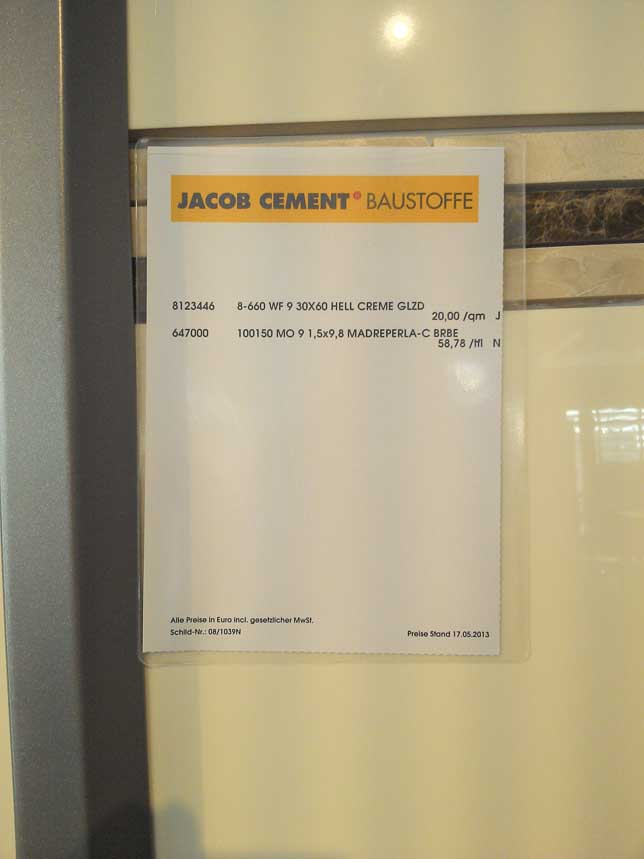 JACOB CEMENT BAUSTOFFE
8123446 8-660 WF 9 30X60 HELL CREME GLZD
20,00 /qm J
647000 100150 MO 9 1,5x9,8 MADREPERLA-C BRBE
58,78 /lfl N
Alle Preise in Euro incl. gesetzlicher MwSt.
Schild-Nr.: 08/1039N
Preise Stand 17.05.2013